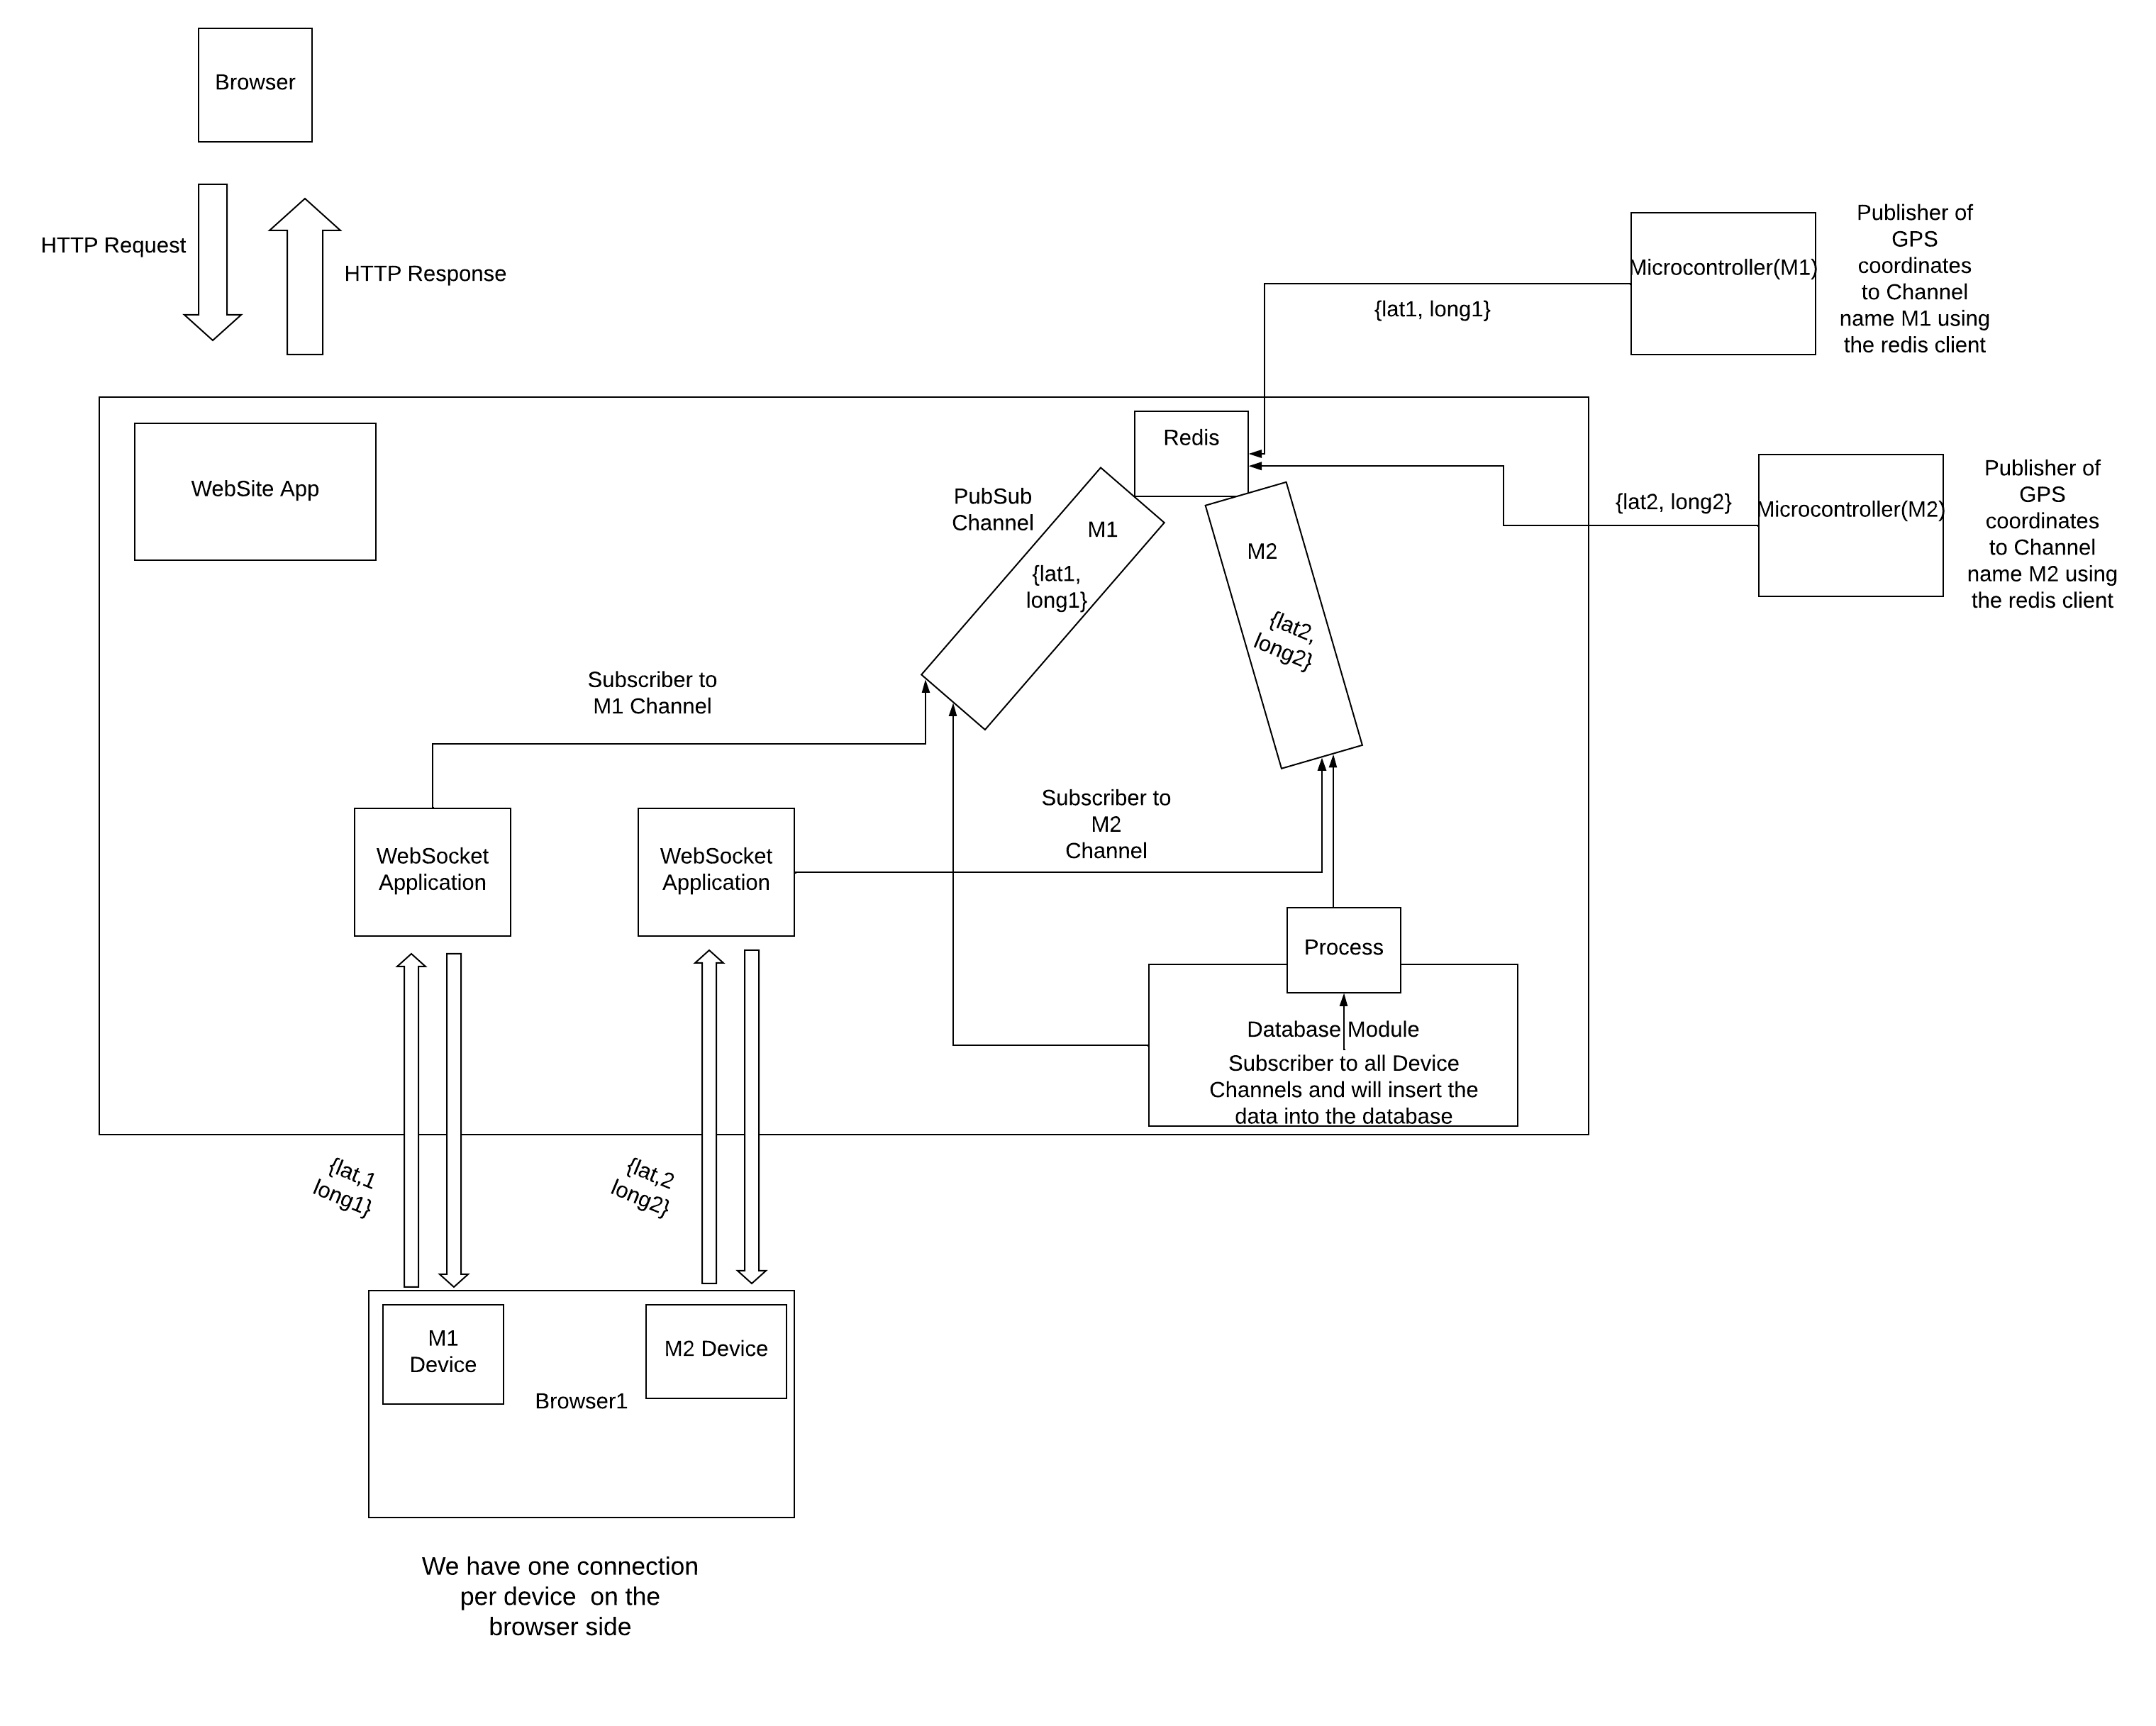 Browser
HTTP Request
HTTP Response
Microcontroller(M1)
Publisher of
GPS
coordinates
to Channel
name M1 using
the redis client
{lat1, long1}
WebSite App
Redis
PubSub
Channel
M1
{lat1,
long1}
M2
{lat2,
long2}
{lat2, long2}
Microcontroller(M2)
Publisher of
GPS
coordinates
to Channel
name M2 using
the redis client
Subscriber to
M1 Channel
Subscriber to
M2
Channel
WebSocket
Application
WebSocket
Application
Process
Database Module
Subscriber to all Device
Channels and will insert the
data into the database
{lat,1
long1}
{lat,2
long2}
M1
Device
M2 Device
Browser1
We have one connection
per device  on the
browser side